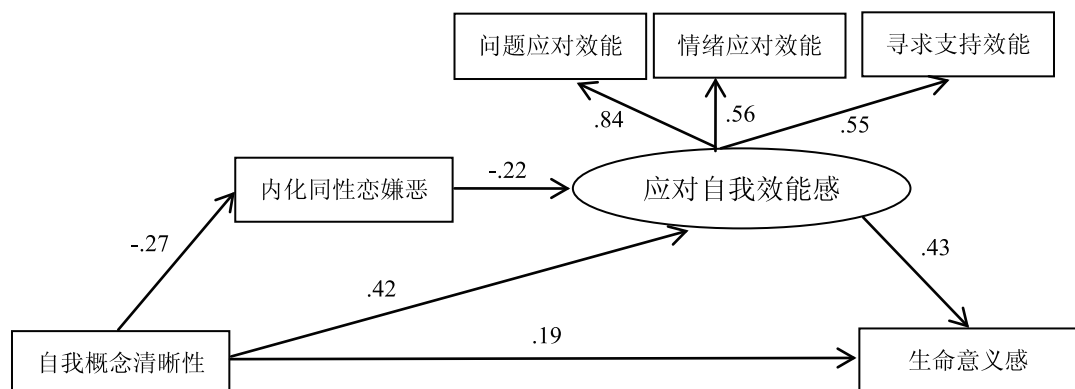 问题应对效能
情绪应对效能
寻求支持效能
.84
.56
.55
内化同性恋嫌恶
-.22
应对自我效能感
-.27
.42
.43
自我概念清晰性
.19
生命意义感